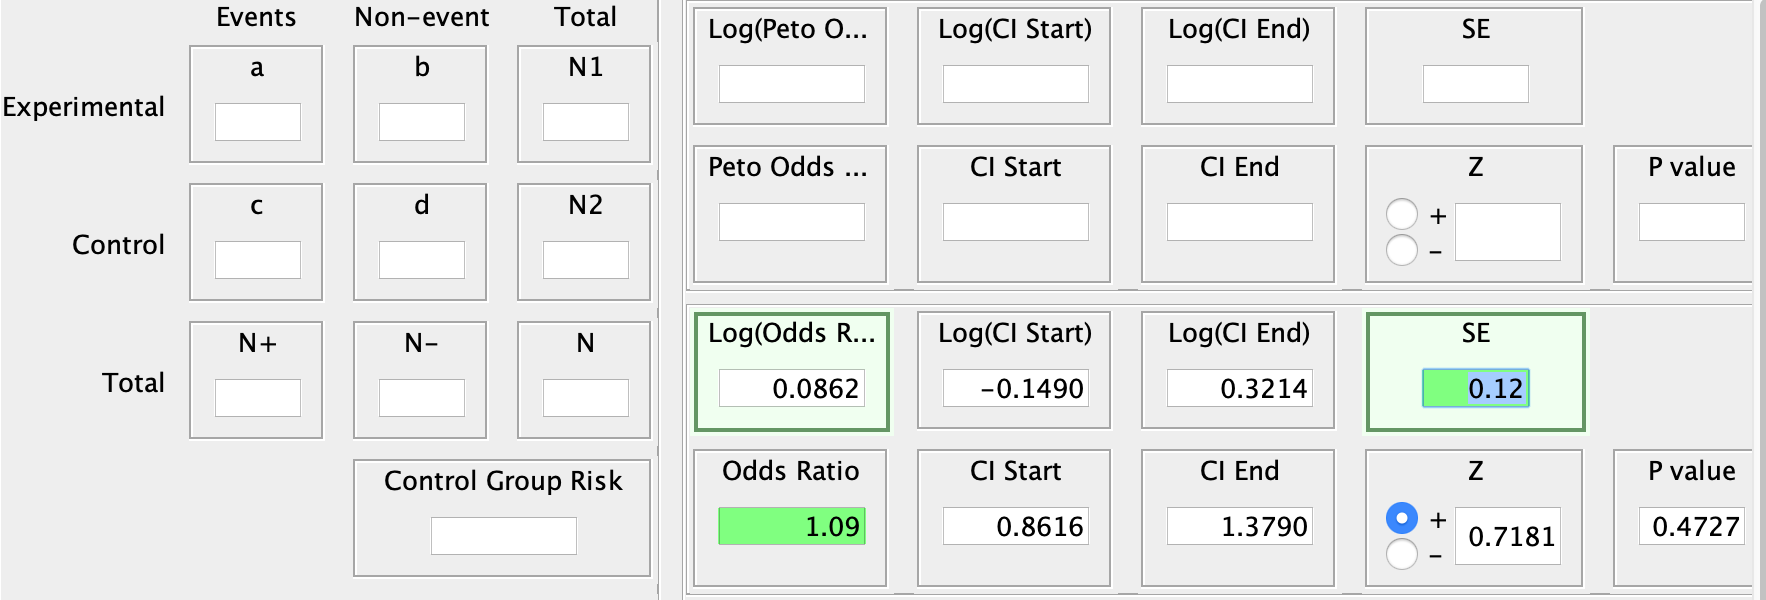 Events Non-event Total
a b N1
Experimental
c d N2
Control
N+ N- N
Total
Control Group Risk
Log(Peto O... Log(CI Start) Log(CI End) SE
Peto Odds ... CI Start CI End Z P value
+
-
Log(Odds R... Log(CI Start) Log(CI End) SE
0.0862 -0.1490 0.3214 0.12
Odds Ratio CI Start CI End Z P value
1.09 0.8616 1.3790 + 0.7181 0.4727
-